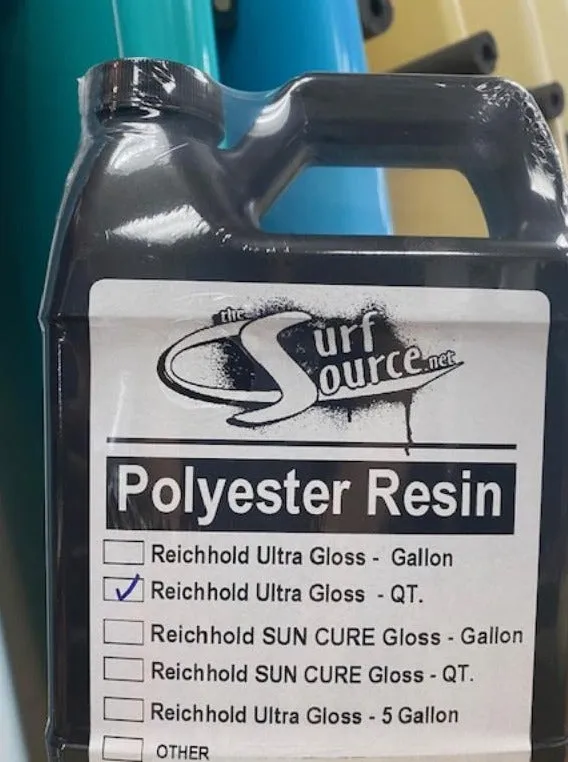 the Surf
Source.net
Polyester Resin
Reichhold Ultra Gloss - Gallon
Reichhold Ultra Gloss - QT.
Reichhold SUN CURE Gloss - Gallon
Reichhold SUN CURE Gloss - QT.
Reichhold Ultra Gloss - 5 Gallon
OTHER